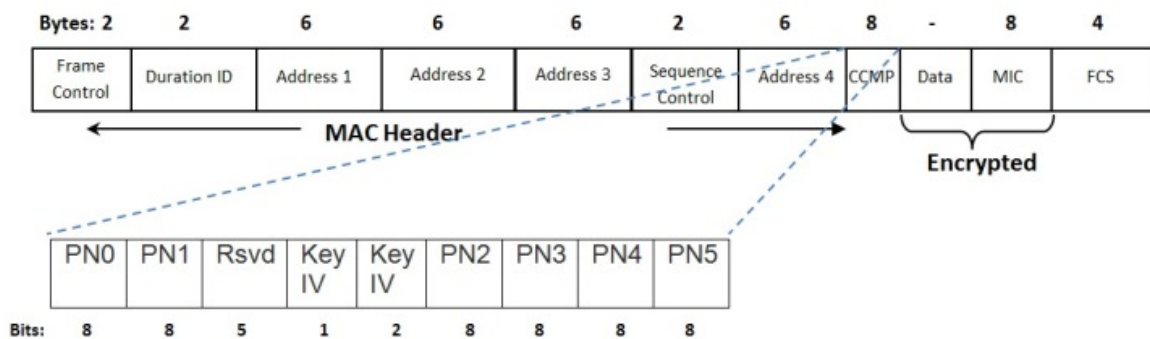 Bytes: 2 2 6 6 6 2 6 8 - 8 4
Frame Control Duration ID Address 1 Address 2 Address 3 Sequence Control Address 4 CCMP Data MIC FCS
MAC Header
Encrypted
PN0 PN1 Rsvd Key IV Key IV PN2 PN3 PN4 PN5
Bits: 8 8 5 1 2 8 8 8 8